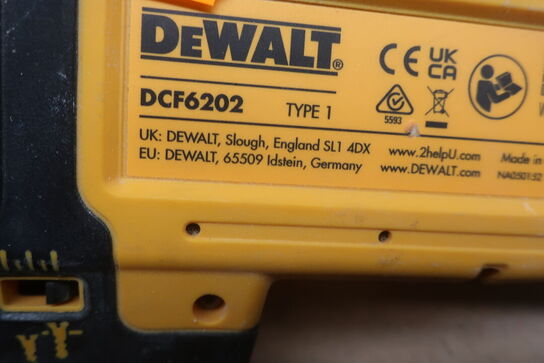 DEWALT®
DCF6202 TYPE 1
UK: DEWALT, Slough, England SL1 4DX
EU: DEWALT, 65509 Idstein, Germany
CE UK CA
5593
www.2helpU.com
www.DEWALT.com
Made in
NA050152